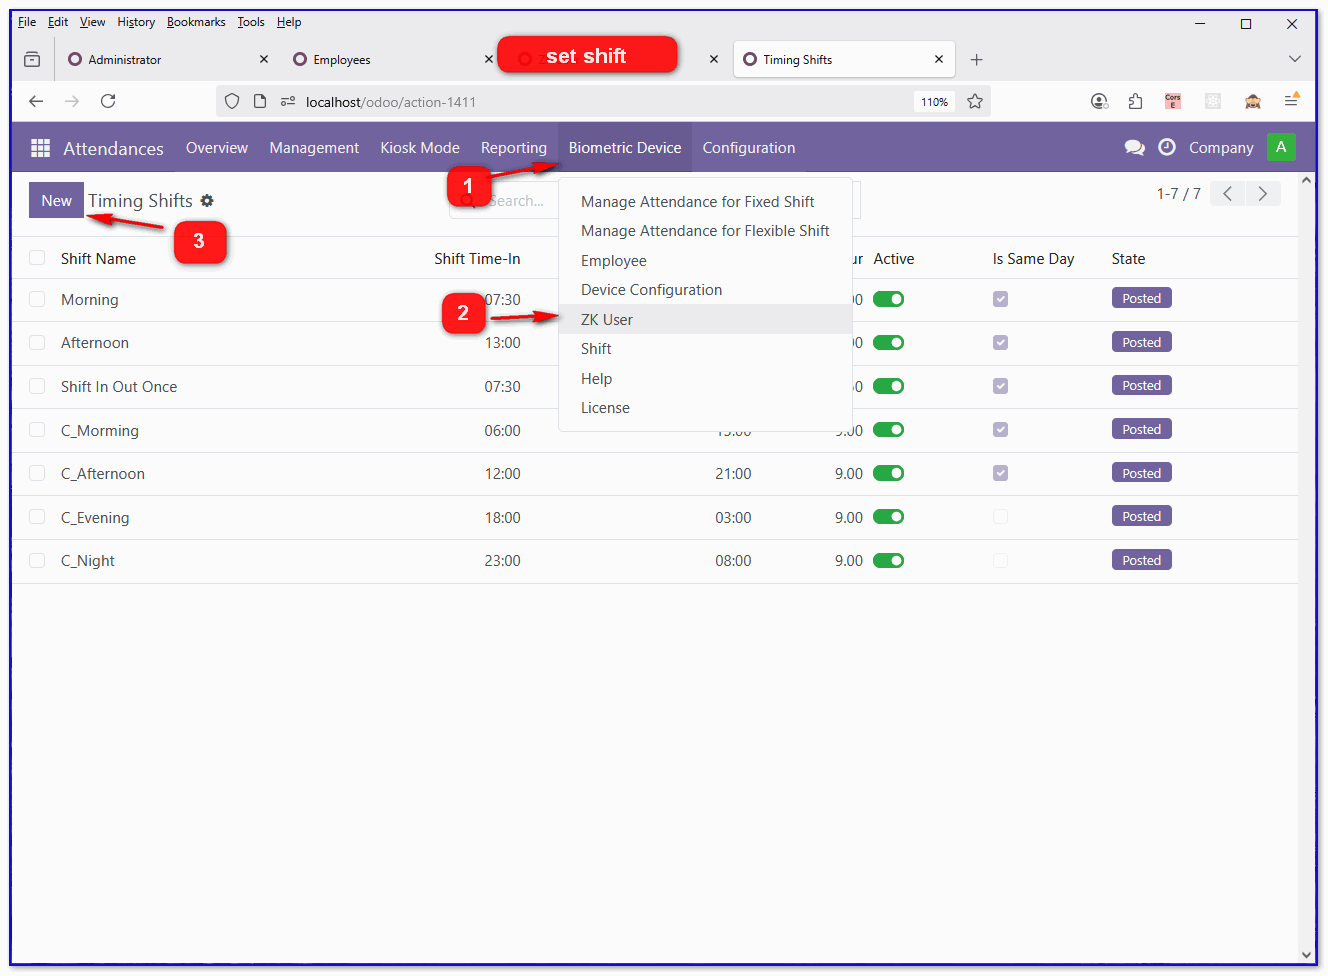 File Edit View History Bookmarks Tools Help
Administrator
Employees
set shift
Timing Shifts
localhost/odoo/action-1411
110%
Cors
E
Attendances Overview Management Kiosk Mode Reporting Biometric Device Configuration Company A
1
New Timing Shifts
Search...
1-7 / 7
3
Manage Attendance for Fixed Shift
Manage Attendance for Flexible Shift
Employee
Device Configuration
ZK User
Shift
Help
License
2
Shift Name Shift Time-In ur Active Is Same Day State
Morning 07:30 00 Posted
Afternoon 13:00 00 Posted
Shift In Out Once 07:30 Posted
C_Morming 06:00 15:00 9.00 Posted
C_Afternoon 12:00 21:00 9.00 Posted
C_Evening 18:00 03:00 9.00 Posted
C_Night 23:00 08:00 9.00 Posted